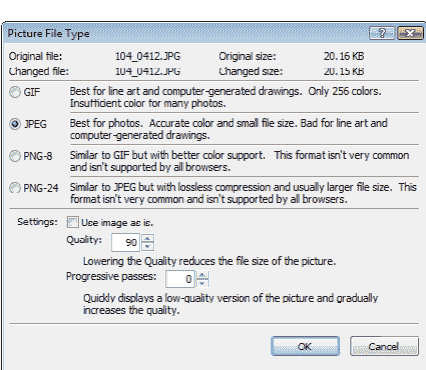 Picture File Type
Original file: 104_0412.JPG Original size: 20.16 KB
Changed file: 104_0412.JPG Changed size: 20.15 KB
GIF Best for line art and computer-generated drawings. Only 256 colors.
Insufficient color for many photos.
JPEG Best for photos. Accurate color and small file size. Bad for line art and
computer-generated drawings.
PNG-8 Similar to GIF but with better color support. This format isn't very common
and isn't supported by all browsers.
PNG-24 Similar to JPEG but with lossless compression and usually larger file size. This
format isn't very common and isn't supported by all browsers.
Settings: Use image as is.
Quality: 90
Lowering the Quality reduces the file size of the picture.
Progressive passes: 0
Quickly displays a low-quality version of the picture and gradually
increases the quality.
OK Cancel